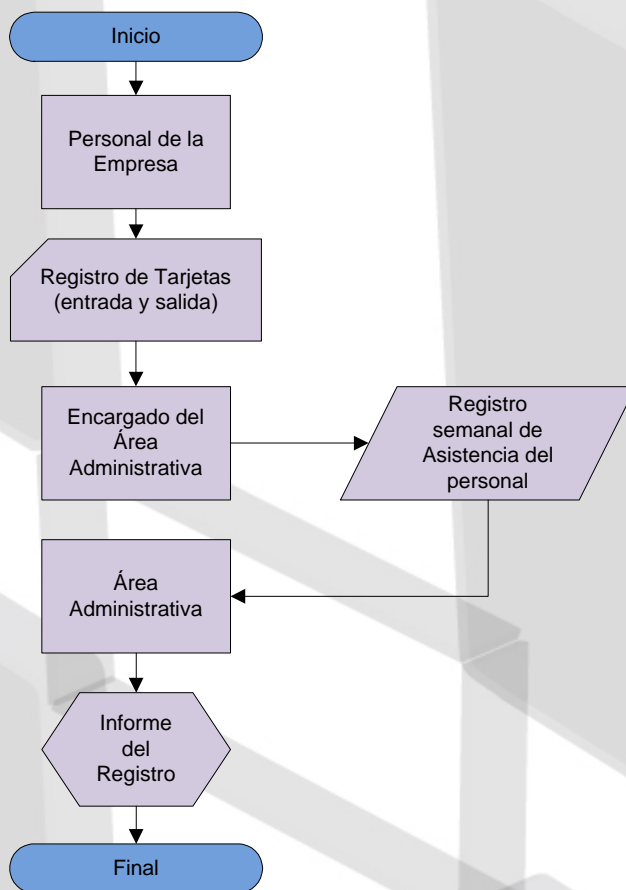 Inicio
Personal de la
Empresa
Registro de Tarjetas
(entrada y salida)
Encargado del
Área
Administrativa
Registro
semanal de
Asistencia del
personal
Área
Administrativa
Informe
del
Registro
Final